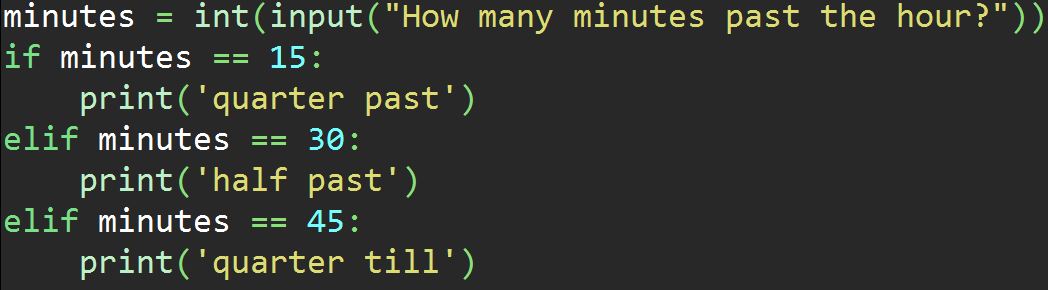 minutes = int(input("How many minutes past the hour?"))
if minutes == 15:
    print('quarter past')
elif minutes == 30:
    print('half past')
elif minutes == 45:
    print('quarter till')